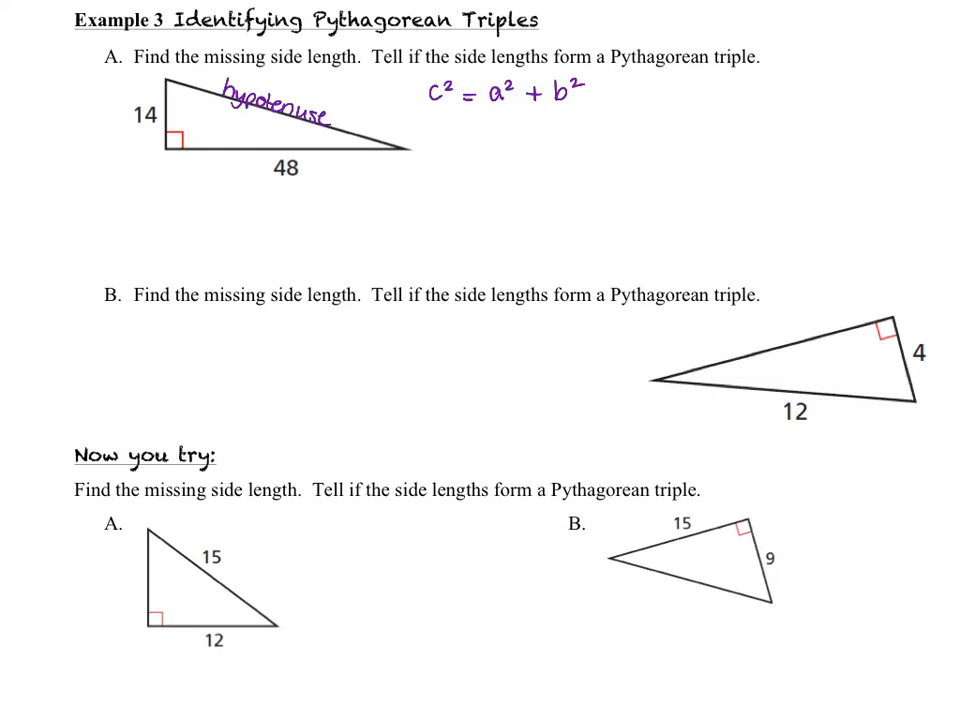 Example 3 Identifying Pythagorean Triples
A. Find the missing side length. Tell if the side lengths form a Pythagorean triple.
hypotenuse
c² = a² + b²
14
48
B. Find the missing side length. Tell if the side lengths form a Pythagorean triple.
4
12
Now you try:
Find the missing side length. Tell if the side lengths form a Pythagorean triple.
A.
15
12
B.
15
9